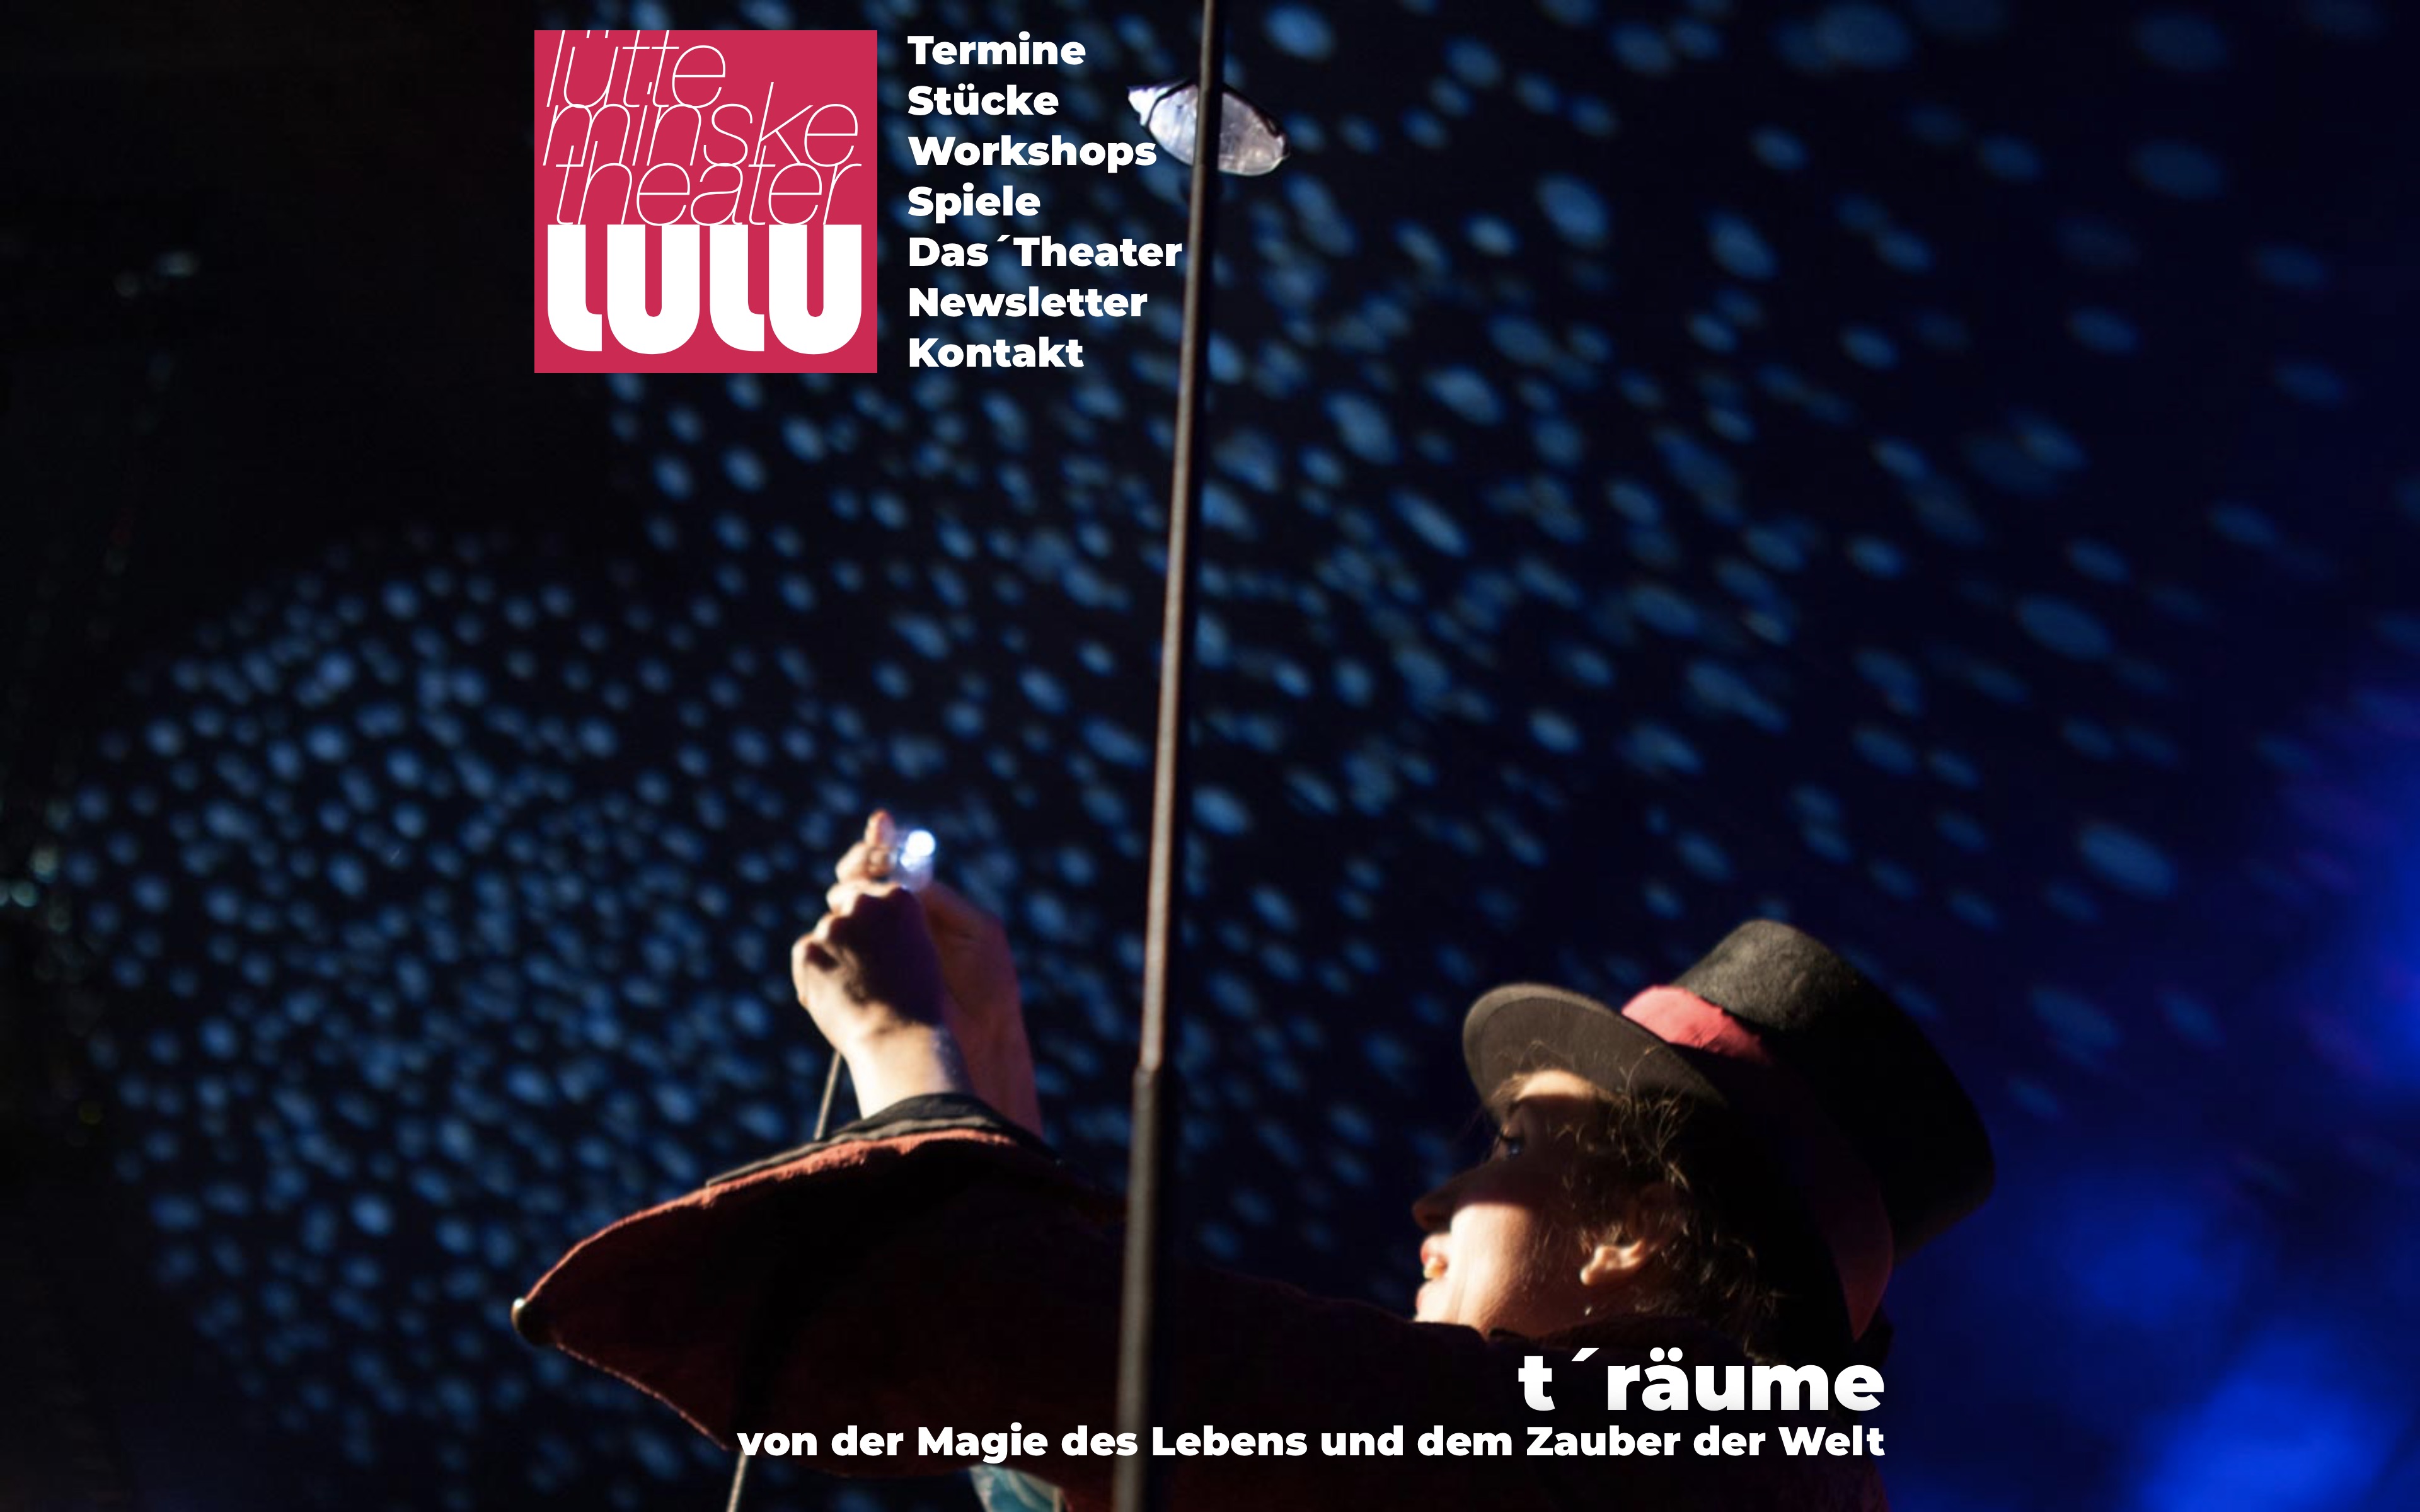 lütte
minske
theater
LULU
Termine
Stücke
Workshops
Spiele
Das´Theater
Newsletter
Kontakt
t´räume
von der Magie des Lebens und dem Zauber der Welt